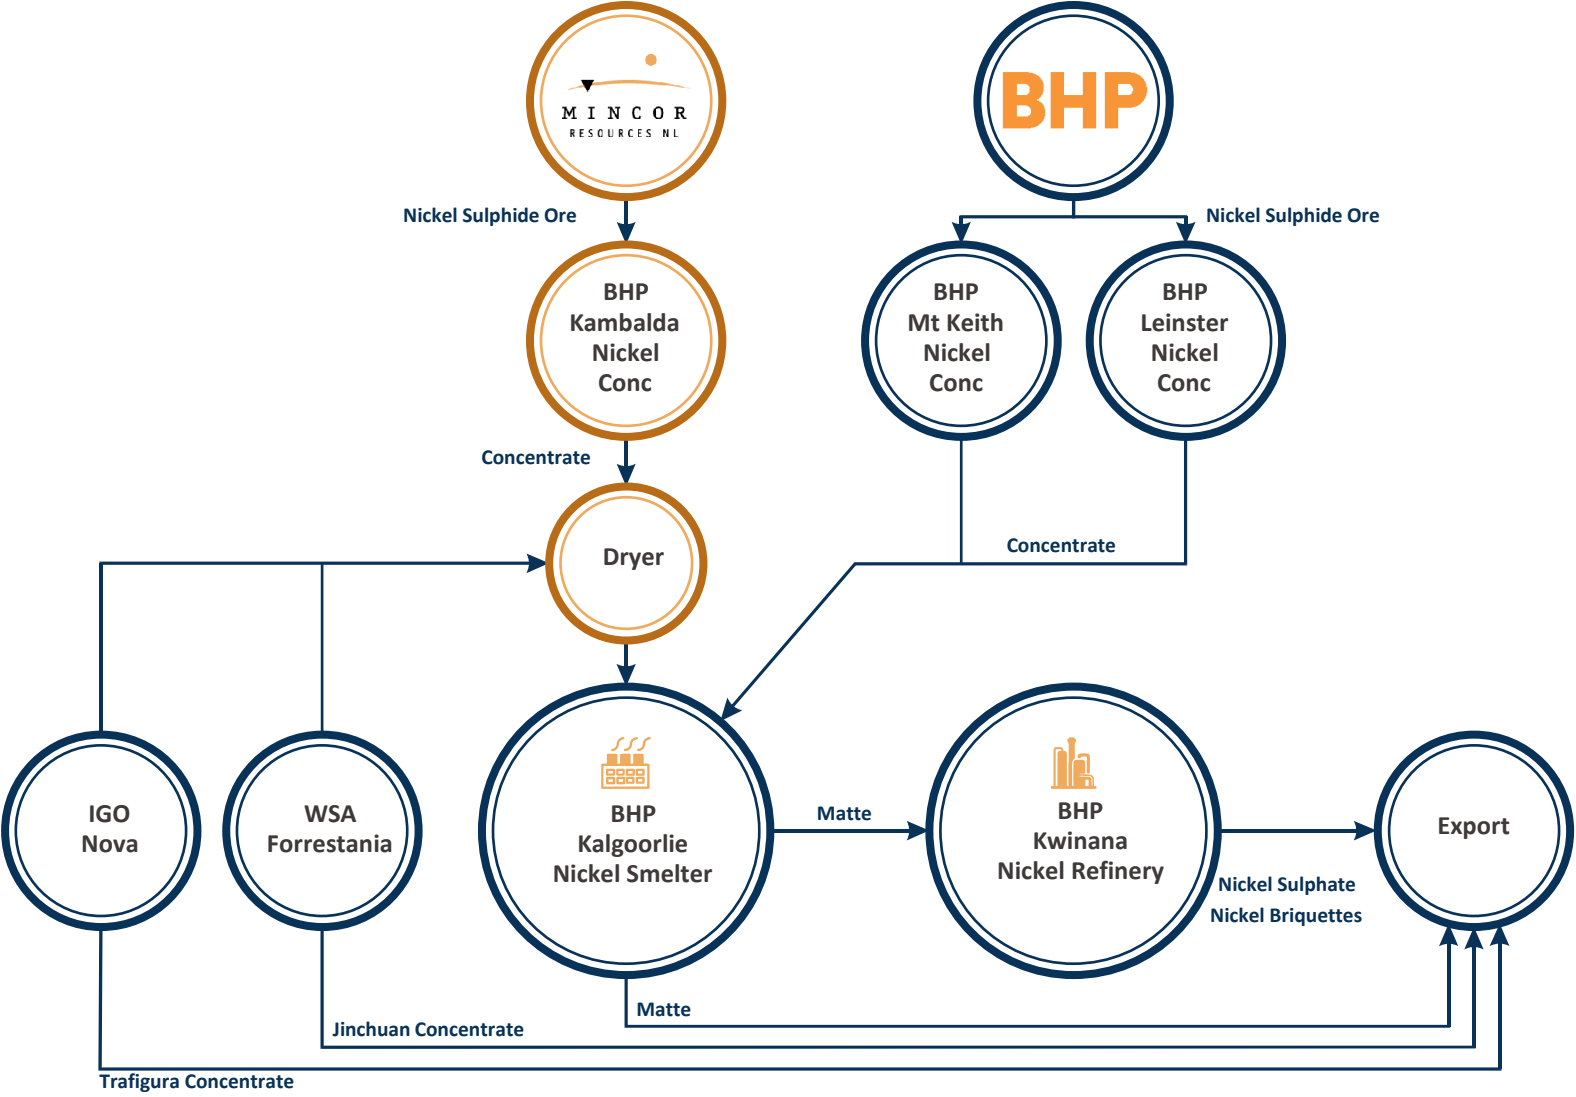 MINCOR
RESOURCES NL
BHP
Nickel Sulphide Ore
Nickel Sulphide Ore
BHP
Kambalda
Nickel
Conc
BHP
Mt Keith
Nickel
Conc
BHP
Leinster
Nickel
Conc
Concentrate
Dryer
Concentrate
IGO
Nova
WSA
Forrestania
BHP
Kalgoorlie
Nickel Smelter
Matte
BHP
Kwinana
Nickel Refinery
Nickel Sulphate
Nickel Briquettes
Export
Matte
Jinchuan Concentrate
Trafigura Concentrate